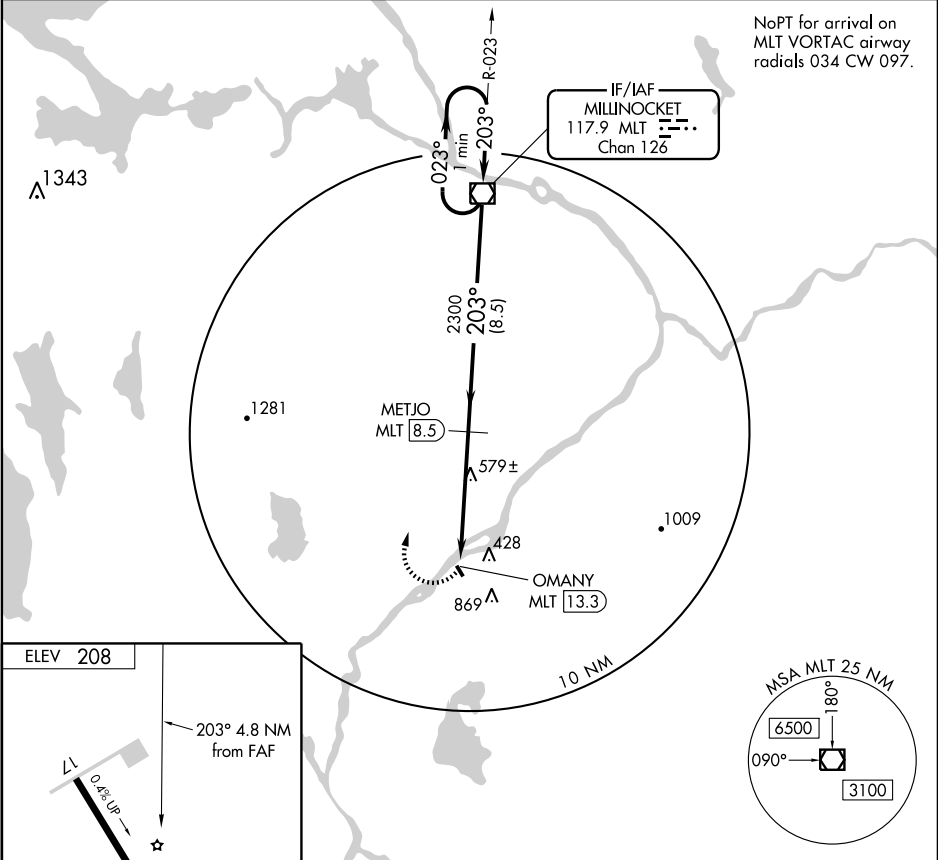 NoPT for arrival on
MLT VORTAC airway
radials 034 CW 097.
R-023
IF/IAF
MILLINOCKET
117.9 MLT
Chan 126
023°
1 min
203°
1343
2300
203°
(8.5)
1281
METJO
MLT 8.5
579±
1009
428
OMANY
MLT 13.3
869
10 NM
ELEV 208
203° 4.8 NM
from FAF
17
0.4% UP
MSA MLT 25 NM
180°
6500
090°
3100